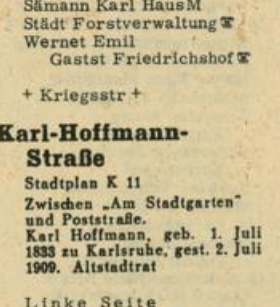 Sämann Karl HausM
Städt Forstverwaltung ☎
Wernet Emil
Gastst Friedrichshof ☎
+ Kriegsstr +
Karl-Hoffmann-
Straße
Stadtplan K 11
Zwischen „Am Stadtgarten"
und Poststraße.
Karl Hoffmann, geb. 1. Juli
1833 zu Karlsruhe, gest. 2. Juli
1909. Altstadtrat
Linke Seite